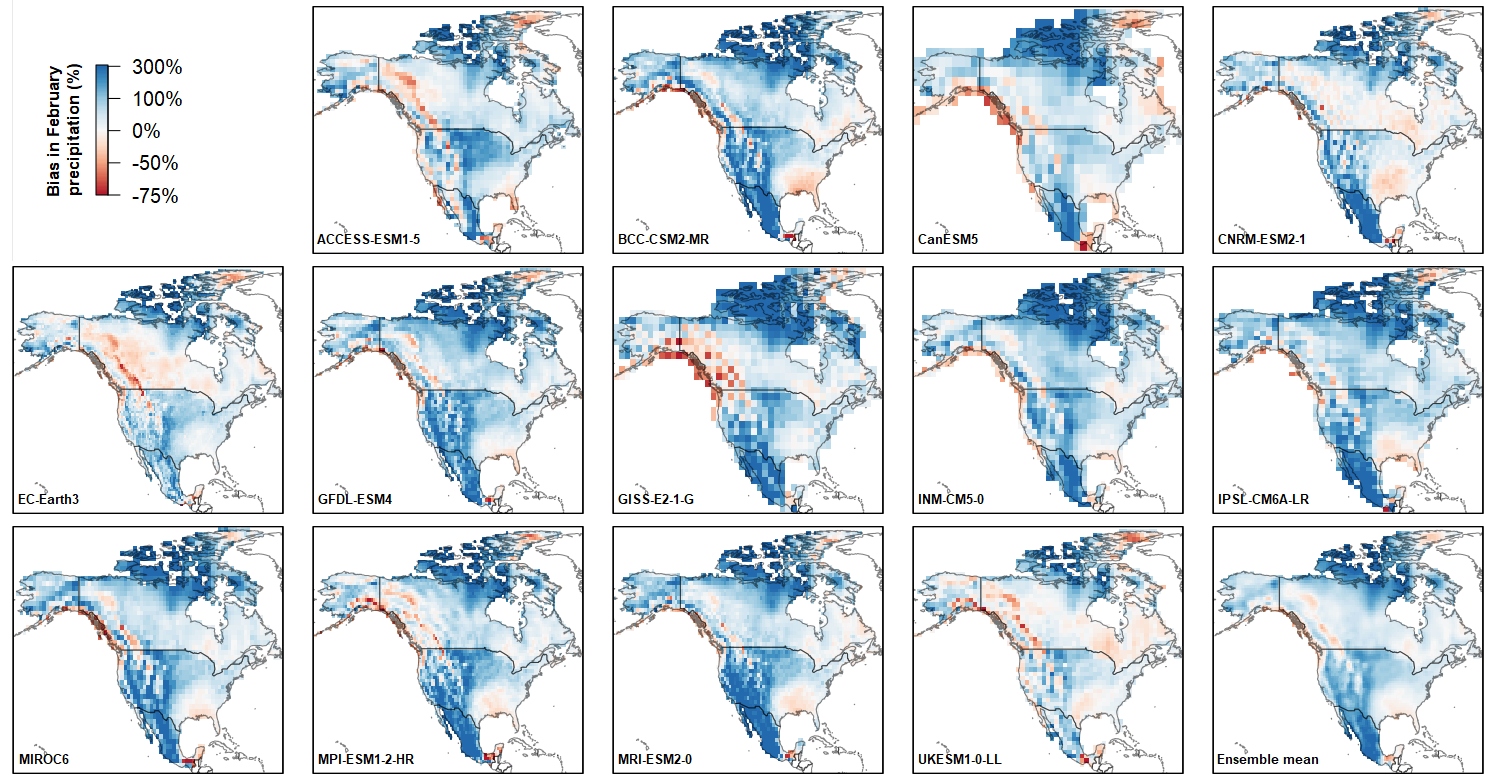 Bias in February
precipitation (%)
300%
100%
0%
-50%
-75%
ACCESS-ESM1-5
BCC-CSM2-MR
CanESM5
CNRM-ESM2-1
EC-Earth3
GFDL-ESM4
GISS-E2-1-G
INM-CM5-0
IPSL-CM6A-LR
MIROC6
MPI-ESM1-2-HR
MRI-ESM2-0
UKESM1-0-LL
Ensemble mean